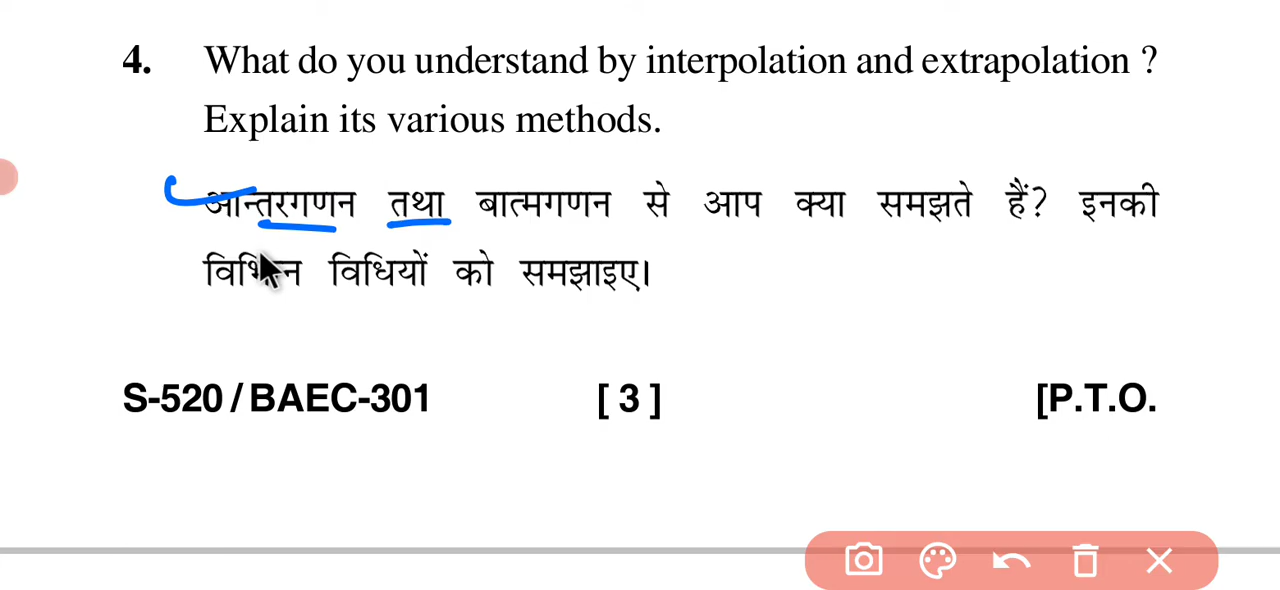 4. What do you understand by interpolation and extrapolation ?
Explain its various methods.
आन्तरगणन तथा बात्मगणन से आप क्या समझते हैं? इनकी
विभिन्न विधियों को समझाइए।
S-520 / BAEC-301 [ 3 ] [P.T.O.